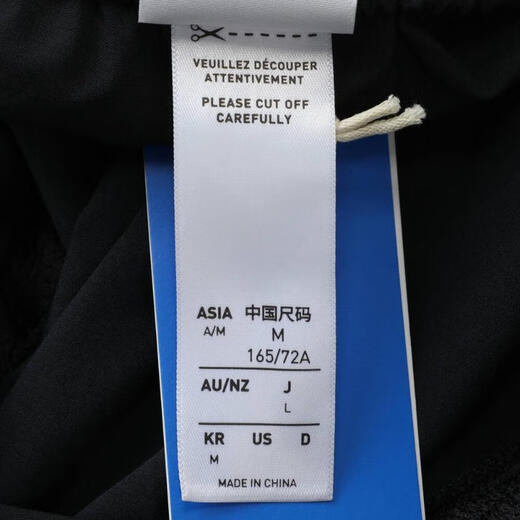 VEUILLEZ DÉCOUPER
ATTENTIVEMENT
PLEASE CUT OFF
CAREFULLY
ASIA 中国尺码
A/M M
165/72A
AU/NZ J
L
KR US D
M
MADE IN CHINA